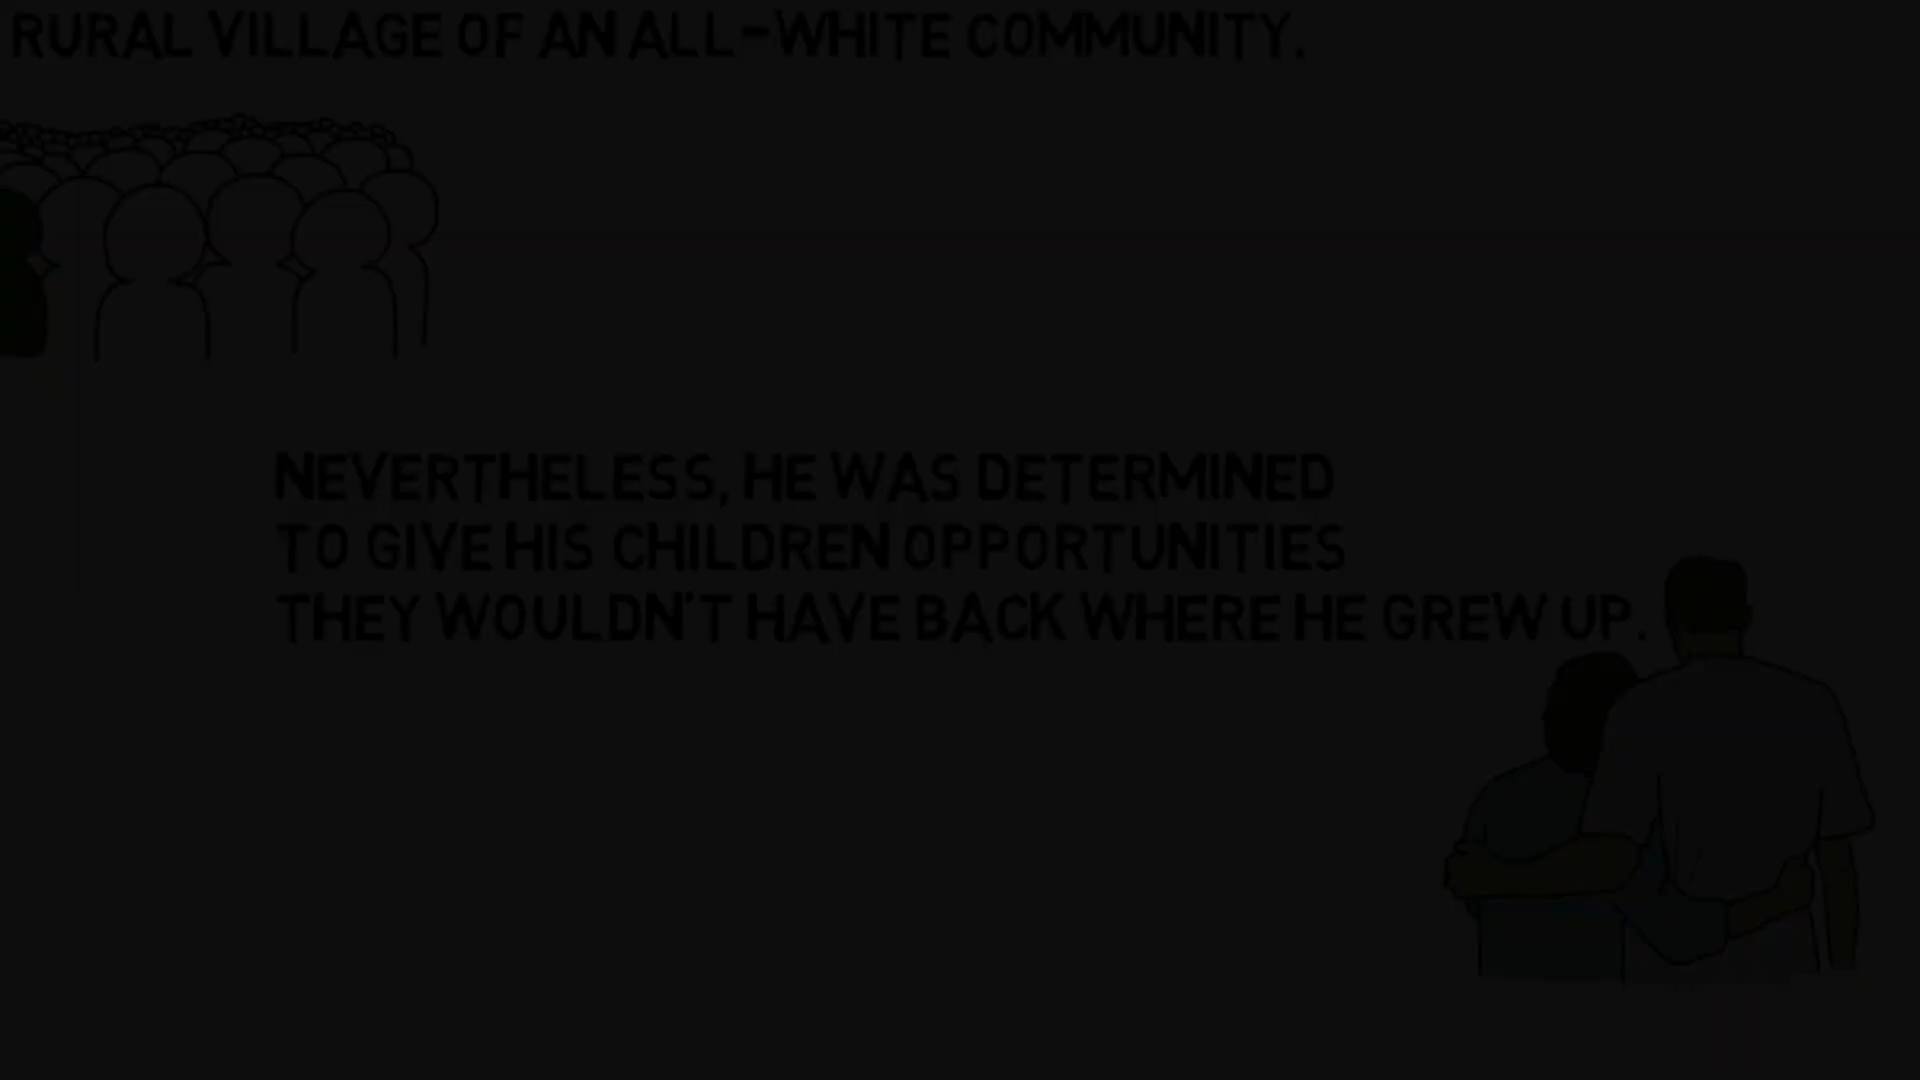 RURAL VILLAGE OF AN ALL-WHITE COMMUNITY.
NEVERTHELESS, HE WAS DETERMINED
TO GIVE HIS CHILDREN OPPORTUNITIES
THEY WOULDN'T HAVE BACK WHERE HE GREW UP.